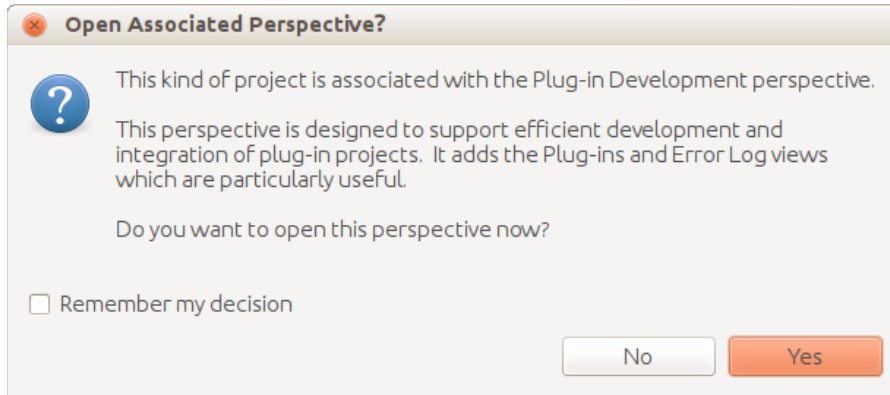 Open Associated Perspective?
This kind of project is associated with the Plug-in Development perspective.
This perspective is designed to support efficient development and
integration of plug-in projects.  It adds the Plug-ins and Error Log views
which are particularly useful.
Do you want to open this perspective now?
Remember my decision
No
Yes